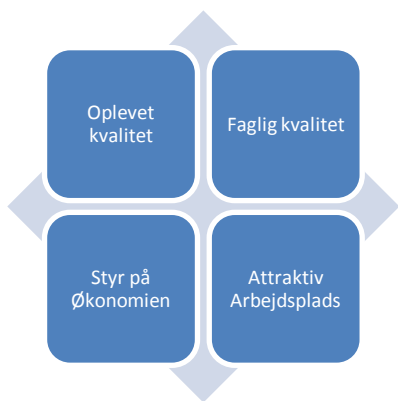 Oplevet
kvalitet
Faglig kvalitet
Styr på
Økonomien
Attraktiv
Arbejdsplads